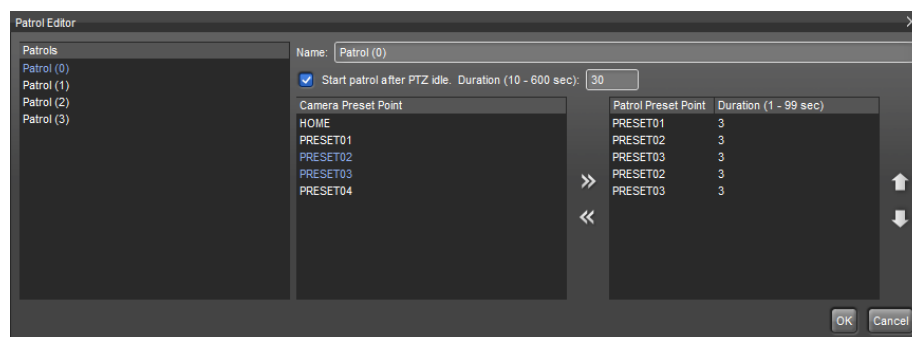 Patrol Editor
Patrols
Patrol (0)
Patrol (1)
Patrol (2)
Patrol (3)
Name: Patrol (0)
Start patrol after PTZ idle. Duration (10 - 600 sec): 30
Camera Preset Point
HOME
PRESET01
PRESET02
PRESET03
PRESET04
Patrol Preset Point Duration (1 - 99 sec)
PRESET01 3
PRESET02 3
PRESET03 3
PRESET02 3
PRESET03 3
OK Cancel